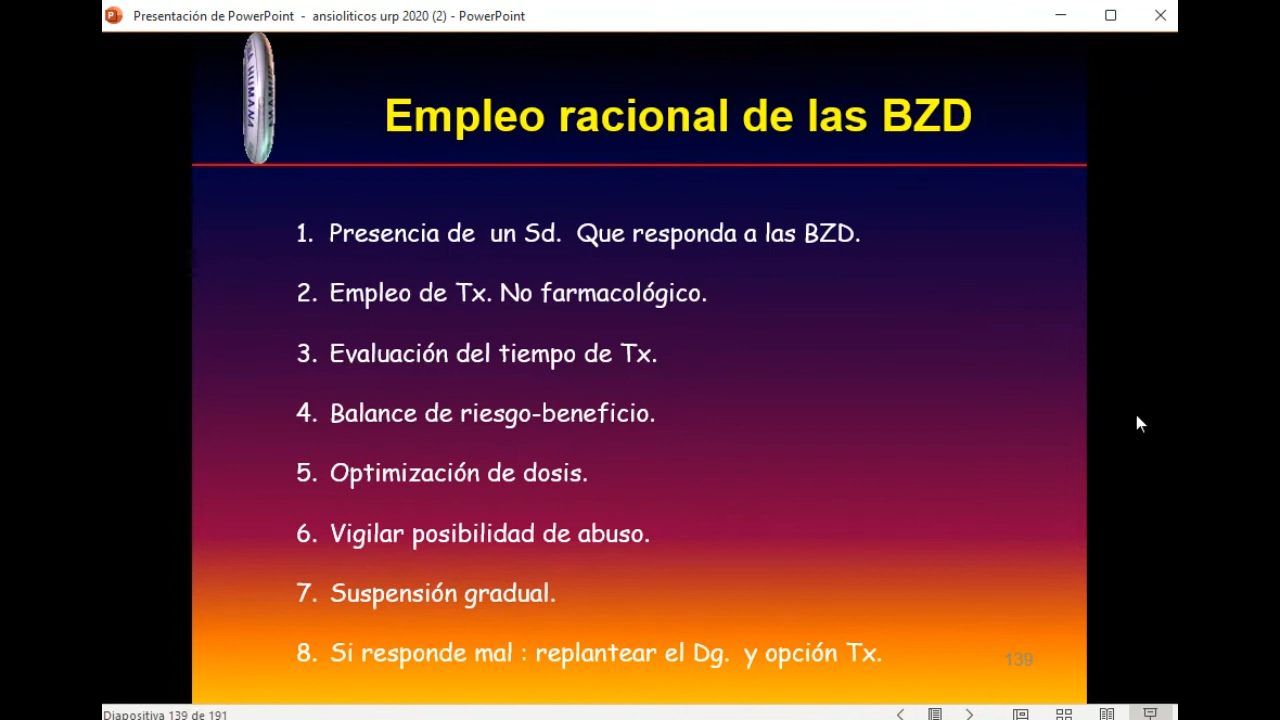 Presentación de PowerPoint - ansioliticos urp 2020 (2) - PowerPoint
Empleo racional de las BZD
1. Presencia de un Sd. Que responda a las BZD.
2. Empleo de Tx. No farmacológico.
3. Evaluación del tiempo de Tx.
4. Balance de riesgo-beneficio.
5. Optimización de dosis.
6. Vigilar posibilidad de abuso.
7. Suspensión gradual.
8. Si responde mal : replantear el Dg. y opción Tx.
139
Diapositiva 139 de 191